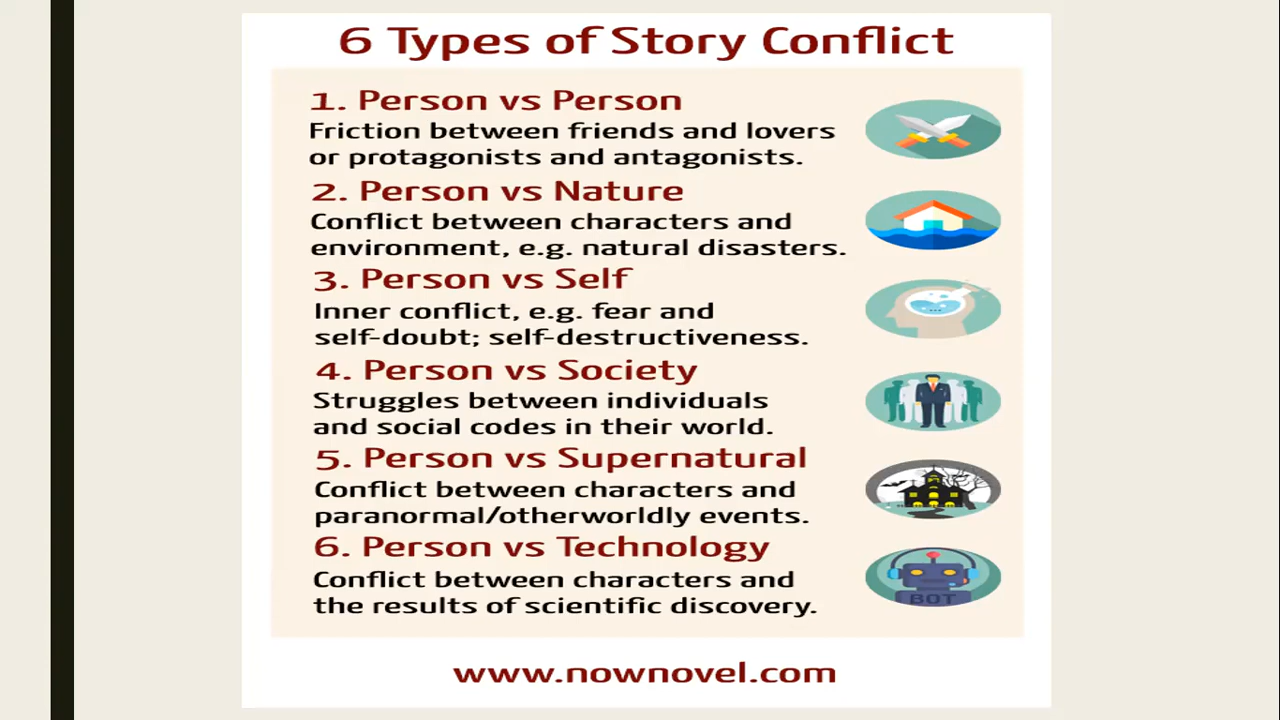 6 Types of Story Conflict
1. Person vs Person
Friction between friends and lovers
or protagonists and antagonists.
2. Person vs Nature
Conflict between characters and
environment, e.g. natural disasters.
3. Person vs Self
Inner conflict, e.g. fear and
self-doubt; self-destructiveness.
4. Person vs Society
Struggles between individuals
and social codes in their world.
5. Person vs Supernatural
Conflict between characters and
paranormal/otherworldly events.
6. Person vs Technology
Conflict between characters and
the results of scientific discovery.
BOT
www.nownovel.com